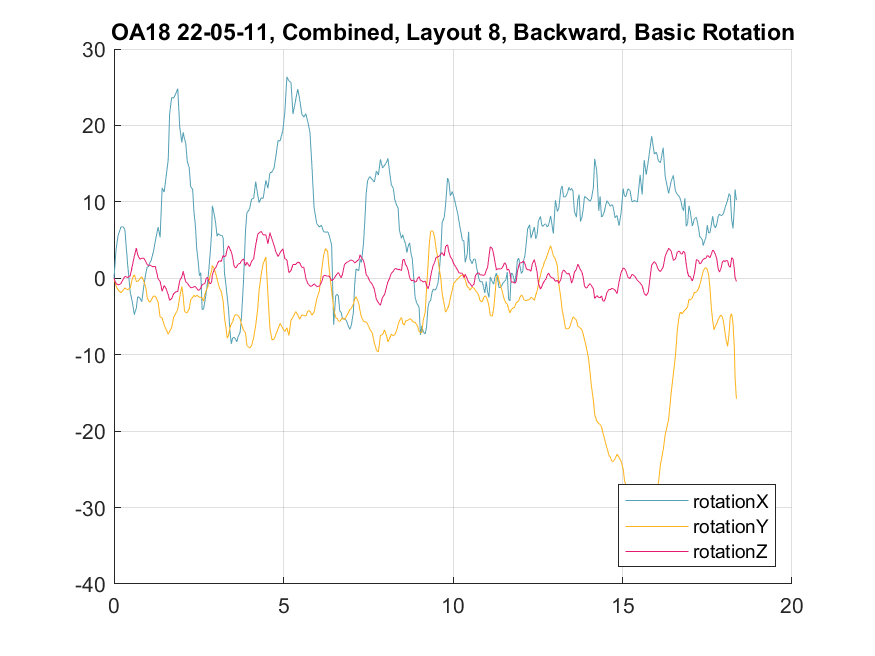 OA18 22-05-11, Combined, Layout 8, Backward, Basic Rotation
30
20
10
0
-10
-20
-30
-40
0 5 10 15 20
rotationX
rotationY
rotationZ